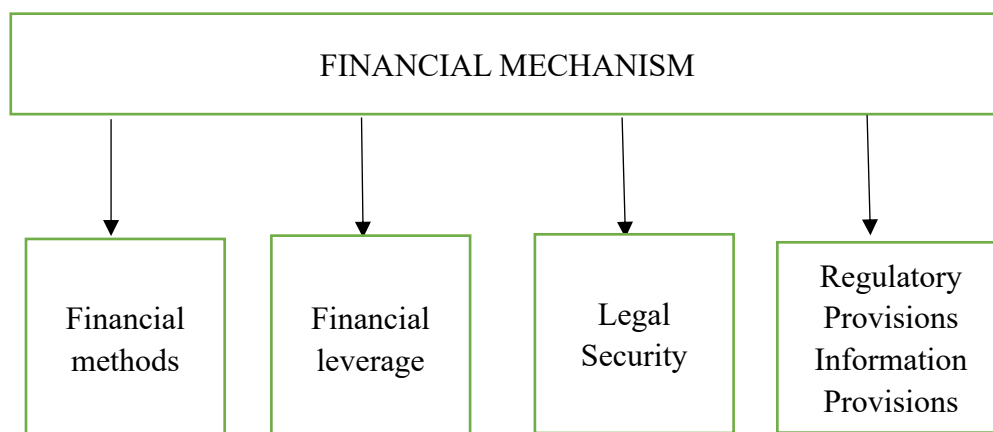 FINANCIAL MECHANISM
Financial
methods
Financial
leverage
Legal
Security
Regulatory
Provisions
Information
Provisions